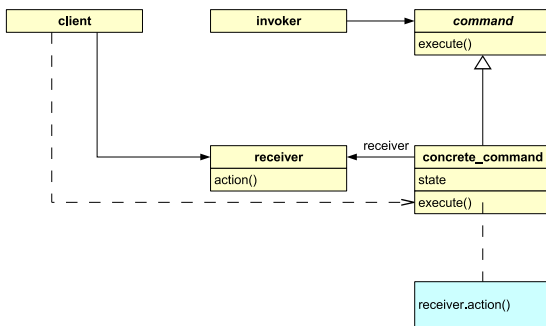 client
invoker
command
execute()
receiver
receiver
action()
concrete_command
state
execute()
receiver.action()